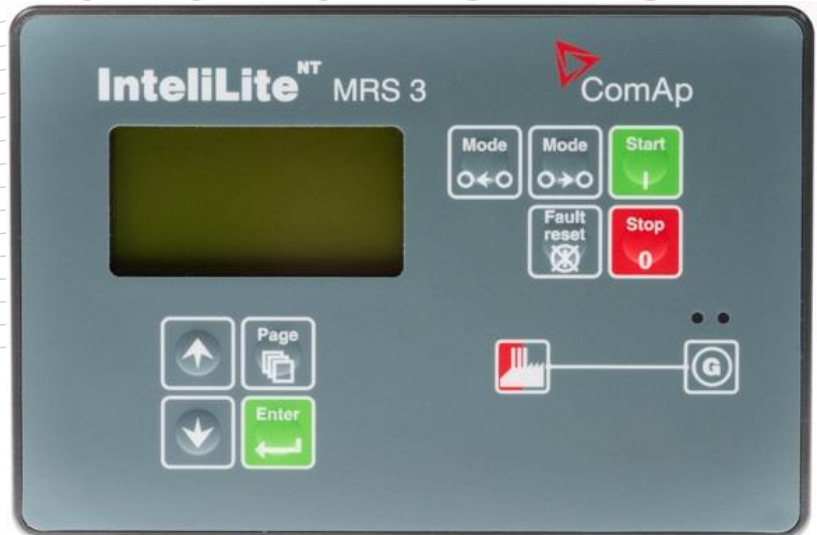 InteliLite NT MRS 3
ComAp
Mode
Mode
Start
I
Fault
reset
Stop
0
Page
Enter
G